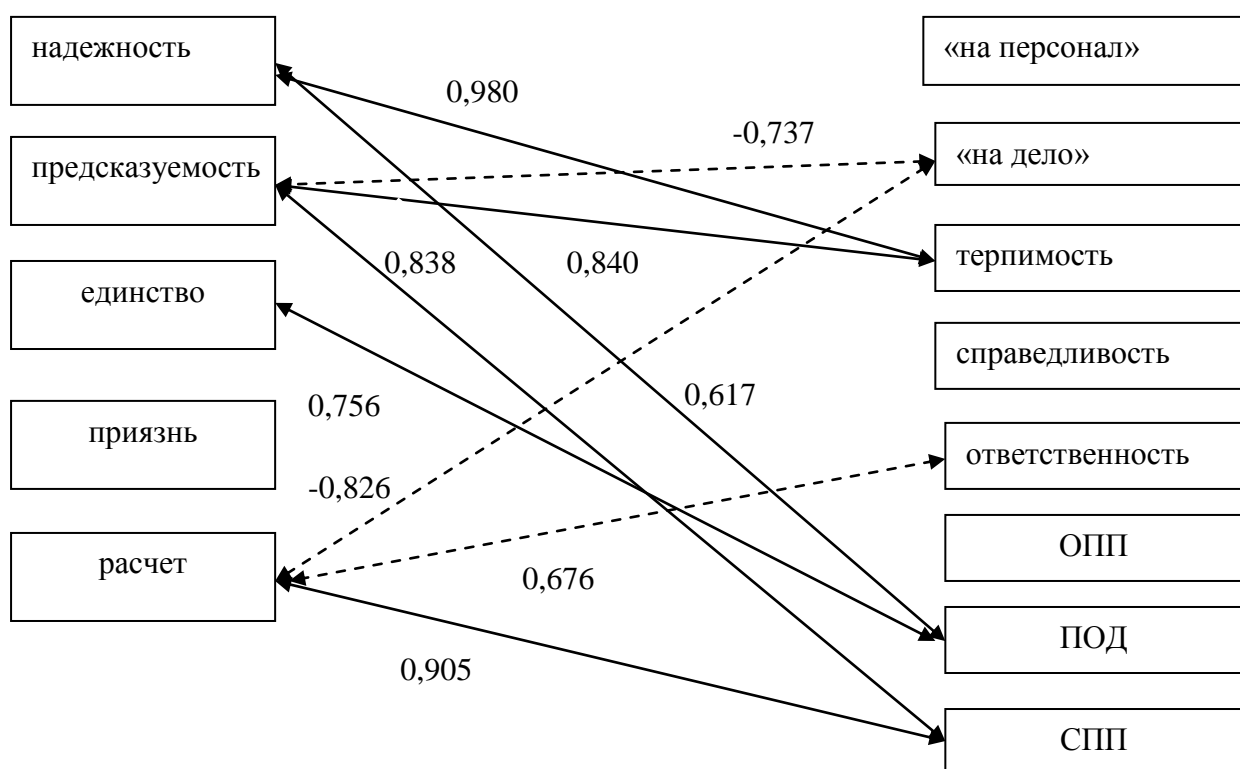 надежность
«на персонал»
0,980
-0,737
предсказуемость
«на дело»
0,838
0,840
терпимость
единство
справедливость
0,756
0,617
приязнь
ответственность
-0,826
расчет
0,676
ОПП
ПОД
0,905
СПП